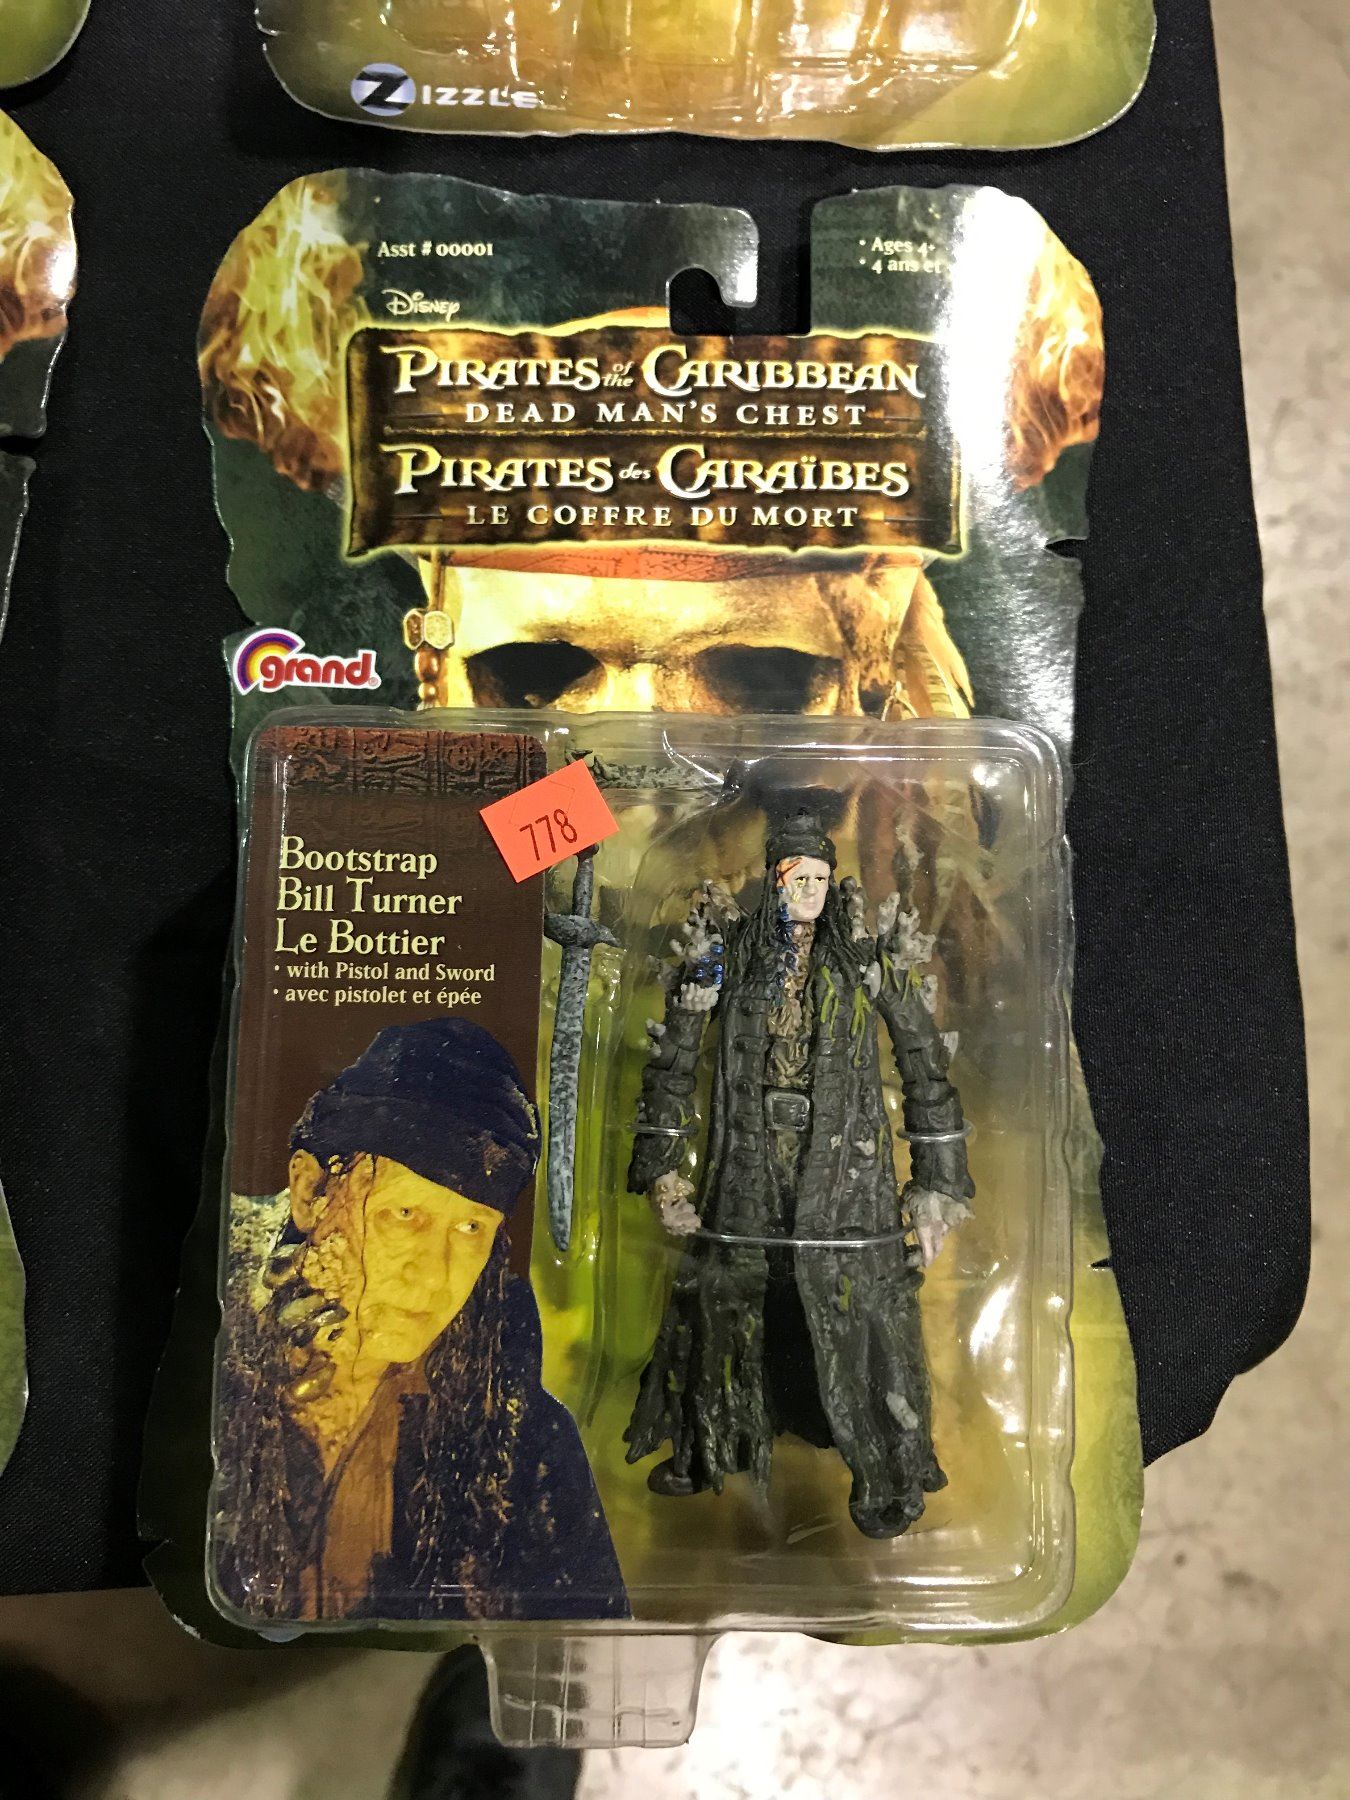 ZIZZLE
Asst # 00001
• Ages 4+
• 4 ans et
Disney
PIRATES of the CARIBBEAN
DEAD MAN'S CHEST
PIRATES des CARAÏBES
LE COFFRE DU MORT
grand
778
Bootstrap
Bill Turner
Le Bottier
• with Pistol and Sword
• avec pistolet et épée